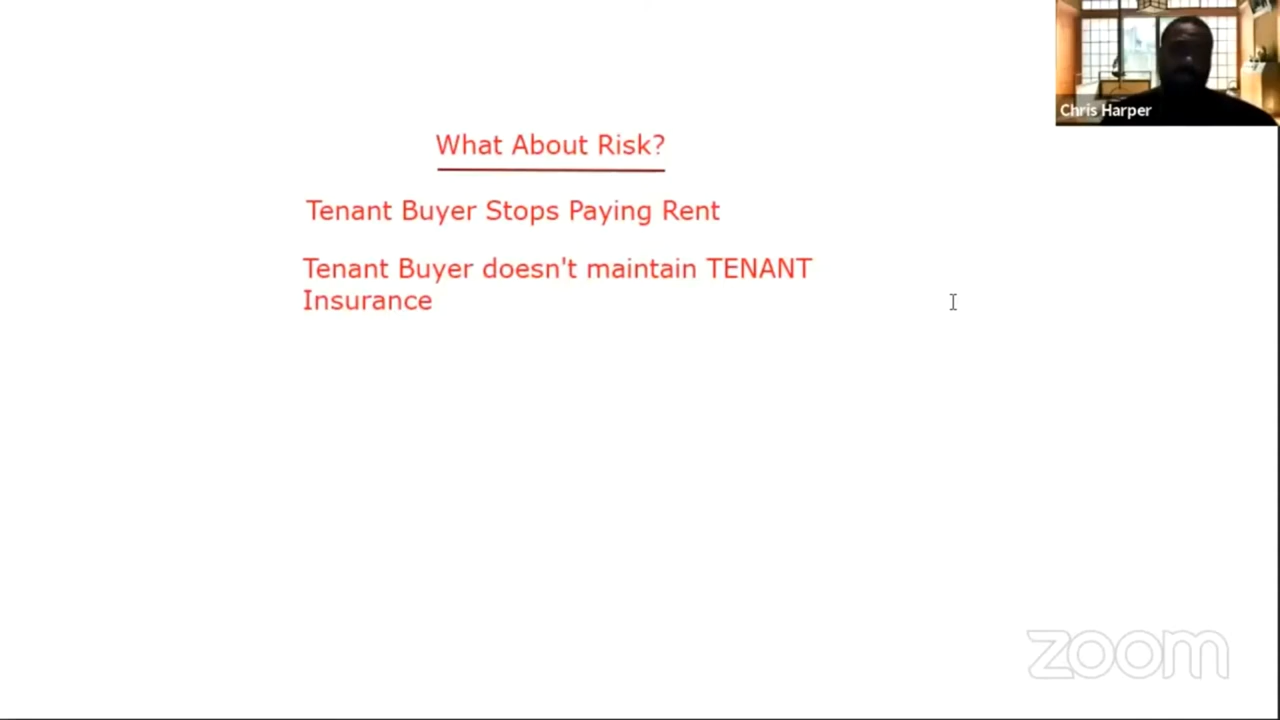 Chris Harper
What About Risk?
Tenant Buyer Stops Paying Rent
Tenant Buyer doesn't maintain TENANT
Insurance
zoom